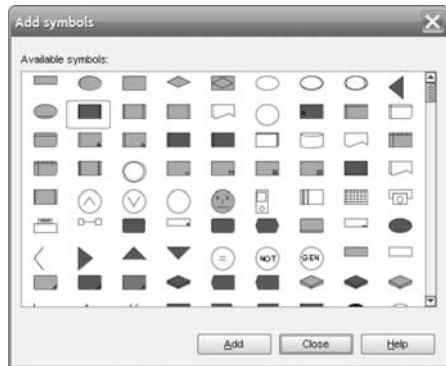 Add symbols
Available symbols:
NOT
GEN
Add
Close
Help